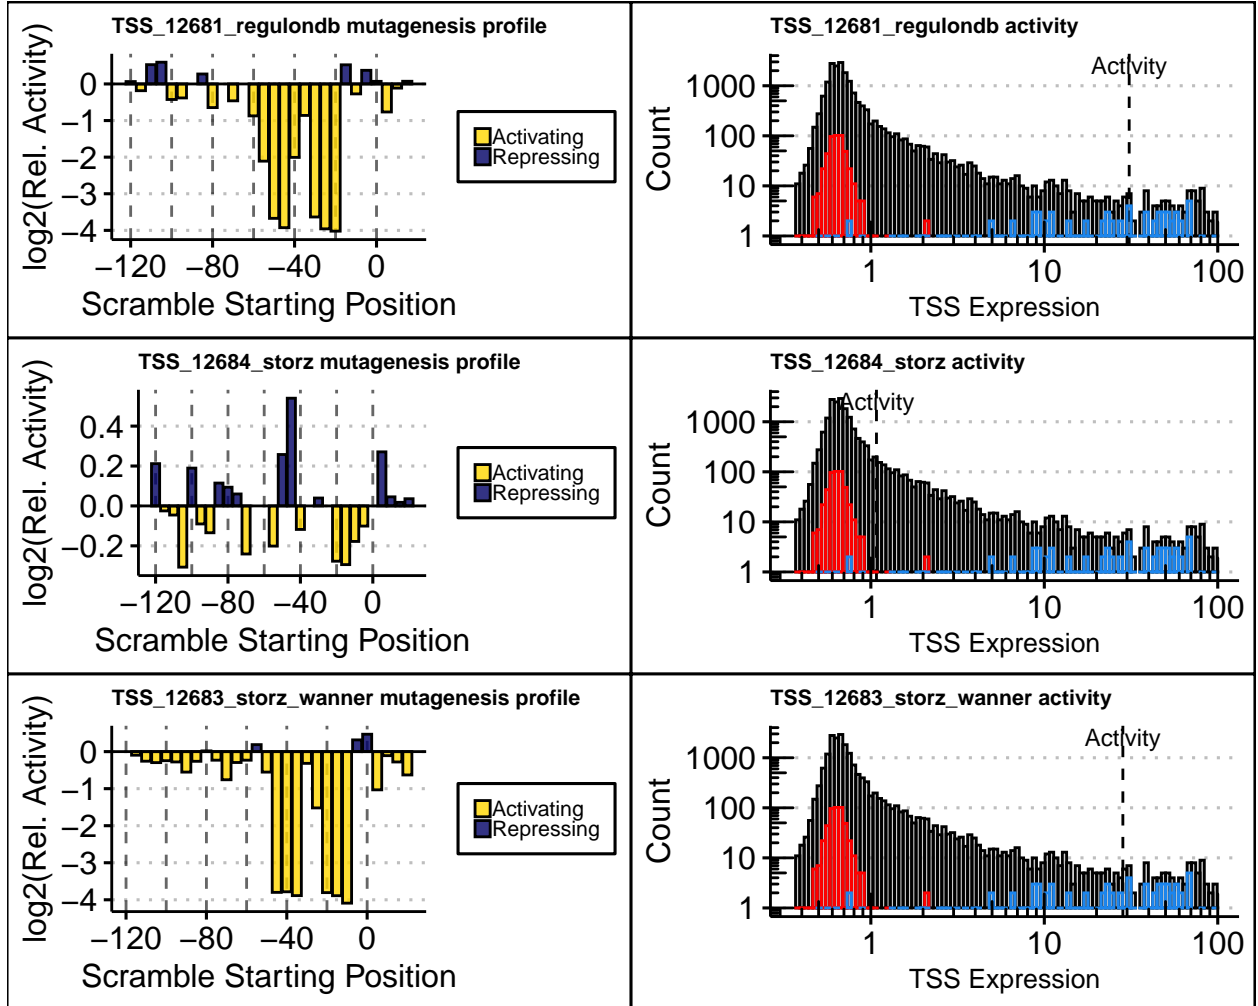 TSS_12681_regulondb mutagenesis profile
log2(Rel. Activity)
0
−1
−2
−3
−4
−120 −80 −40 0
Scramble Starting Position
Activating
Repressing
TSS_12681_regulondb activity
Activity
Count
1000
100
10
1
1 10 100
TSS Expression
TSS_12684_storz mutagenesis profile
log2(Rel. Activity)
0.4
0.2
0.0
−0.2
−120 −80 −40 0
Scramble Starting Position
Activating
Repressing
TSS_12684_storz activity
Activity
Count
1000
100
10
1
1 10 100
TSS Expression
TSS_12683_storz_wanner mutagenesis profile
log2(Rel. Activity)
0
−1
−2
−3
−4
−120 −80 −40 0
Scramble Starting Position
Activating
Repressing
TSS_12683_storz_wanner activity
Activity
Count
1000
100
10
1
1 10 100
TSS Expression